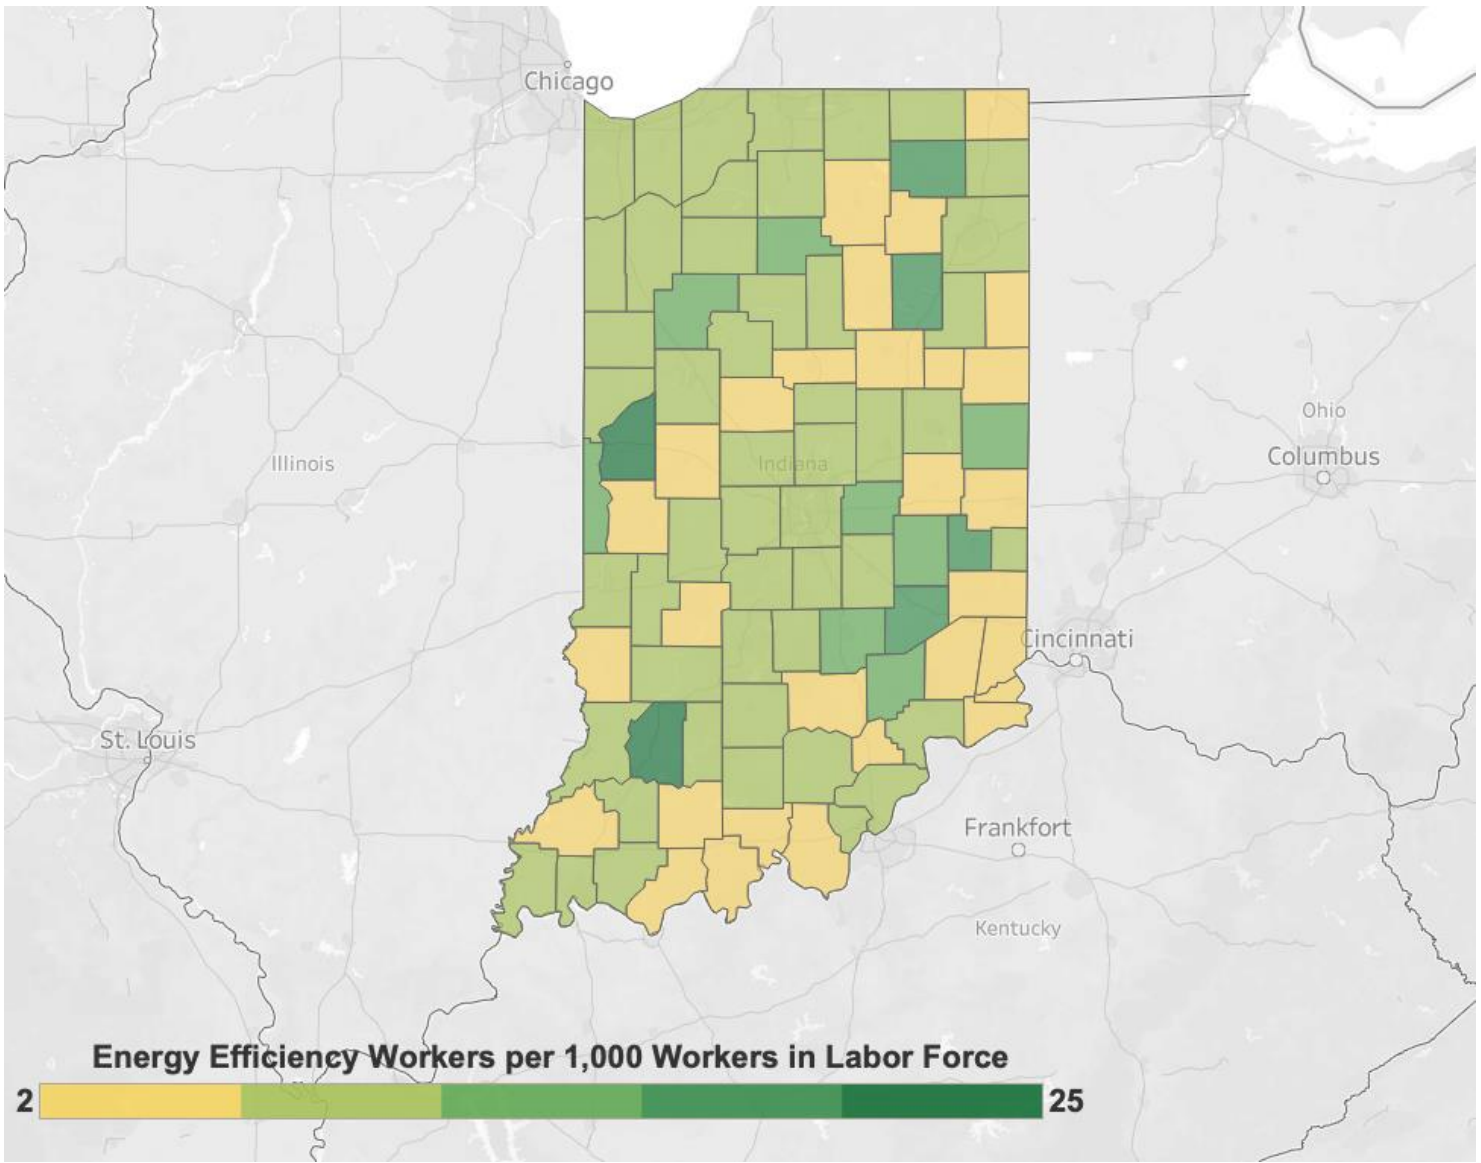 Chicago
Ohio
Columbus
Illinois
Indiana
Cincinnati
St. Louis
Frankfort
Kentucky
Energy Efficiency Workers per 1,000 Workers in Labor Force
2
25